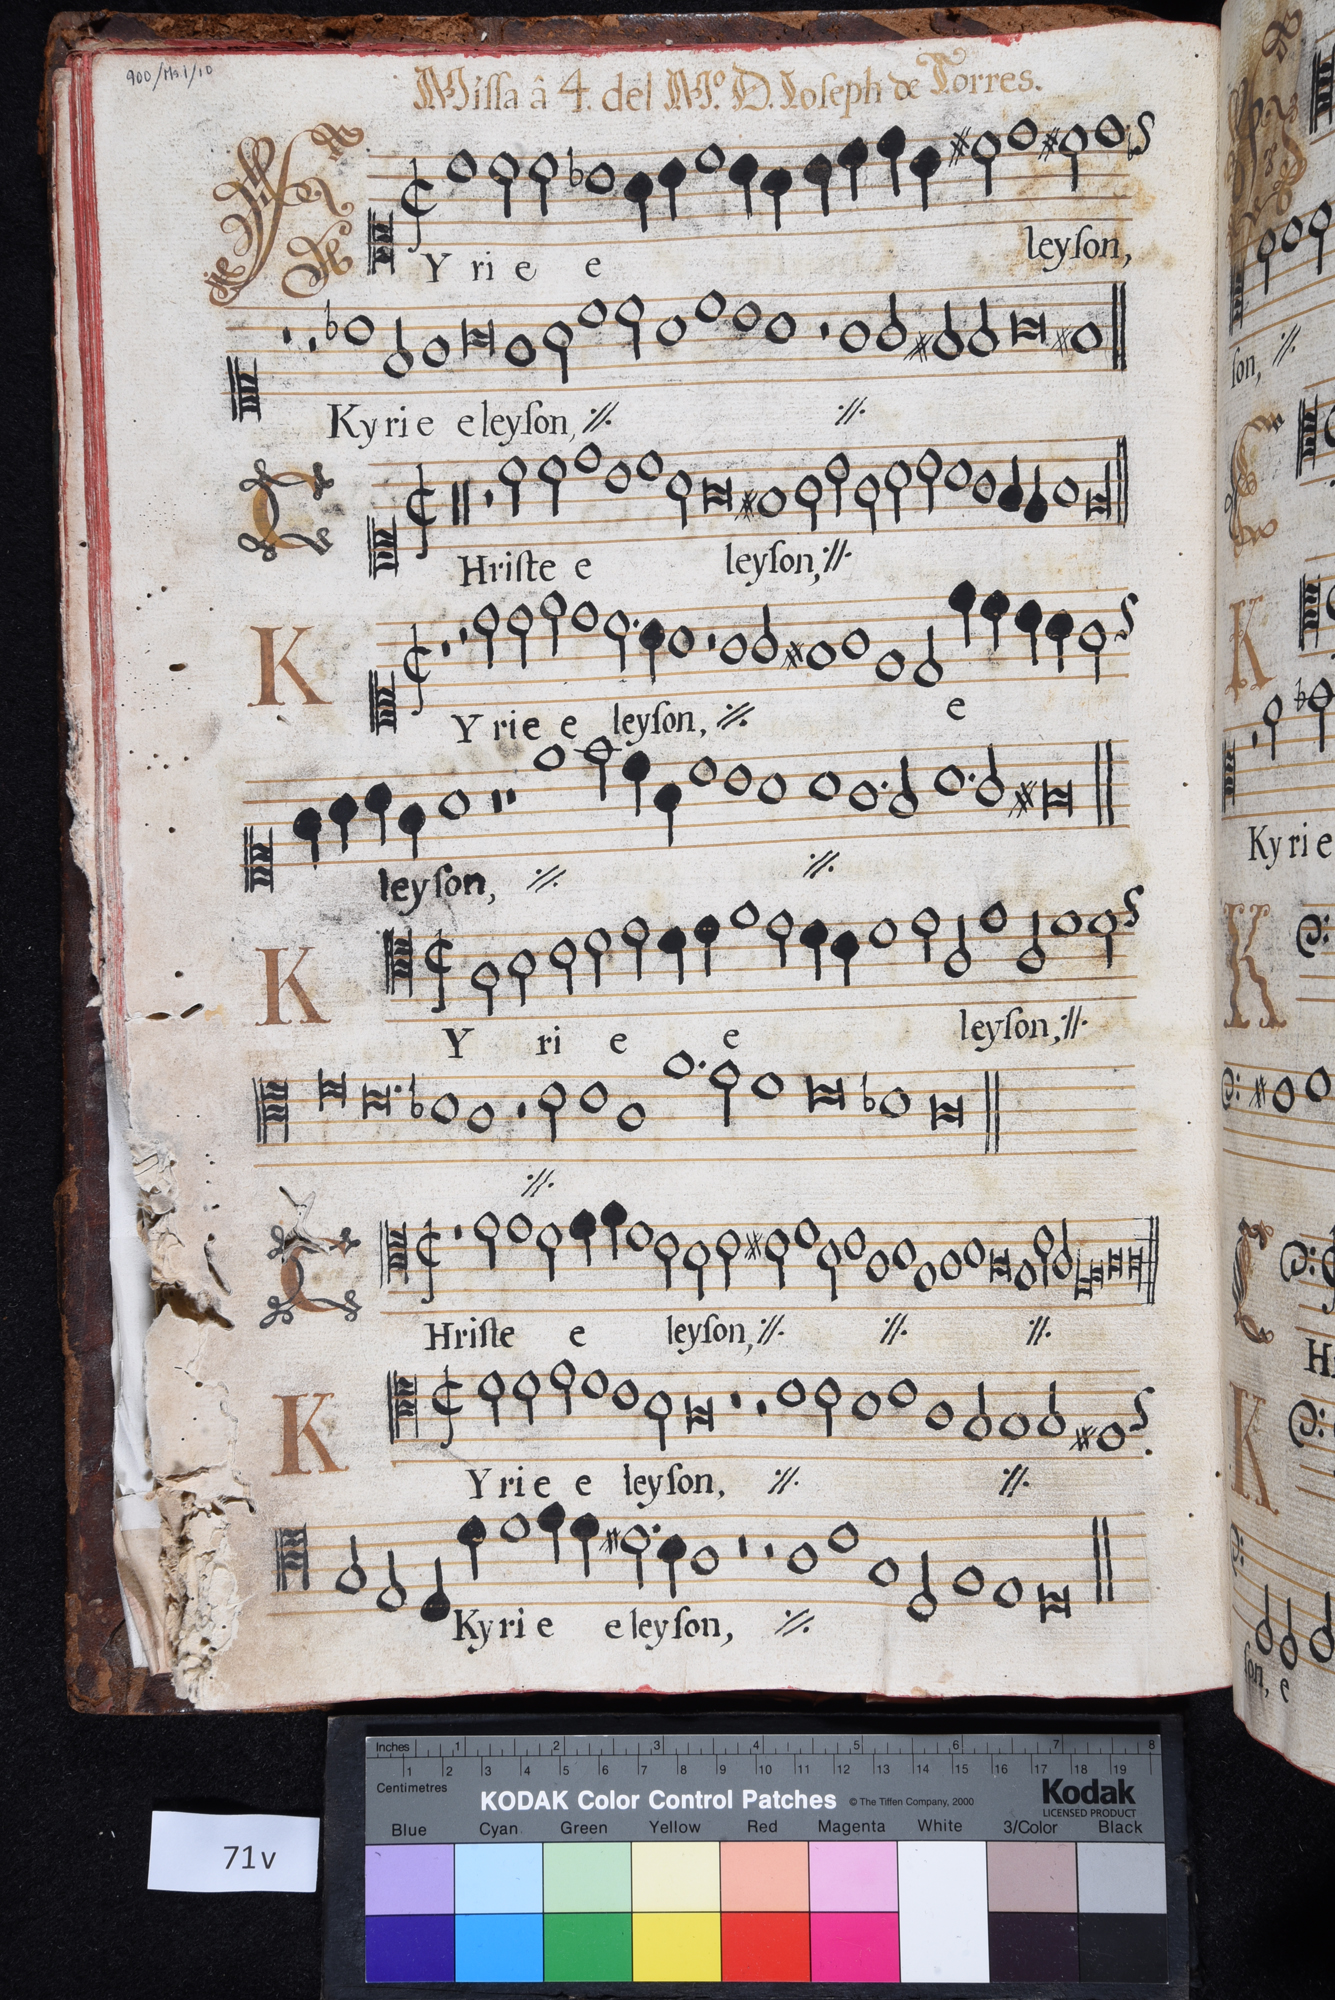 900/Ms1/10
Missa â 4. del Mº. D. Ioseph de Torres.
K Y ri e e leyson,
Kyrie eleyson, ://.  ://.
C Hriste e leyson, ://.
K Yrie e leyson, ://. e
leyson, ://.  ://.
K Y ri e e leyson, ://.
://.
C Hriste e leyson, ://.  ://.  ://.
K Yrie e leyson, ://.  ://.
Kyrie eleyson, ://.
son, ://.
K
Kyrie
K
H
K
son, e
Inches 1 2 3 4 5 6 7 8
Centimetres 1 2 3 4 5 6 7 8 9 10 11 12 13 14 15 16 17 18 19
KODAK Color Control Patches © The Tiffen Company, 2000 Kodak
LICENSED PRODUCT
Blue Cyan Green Yellow Red Magenta White 3/Color Black
71v